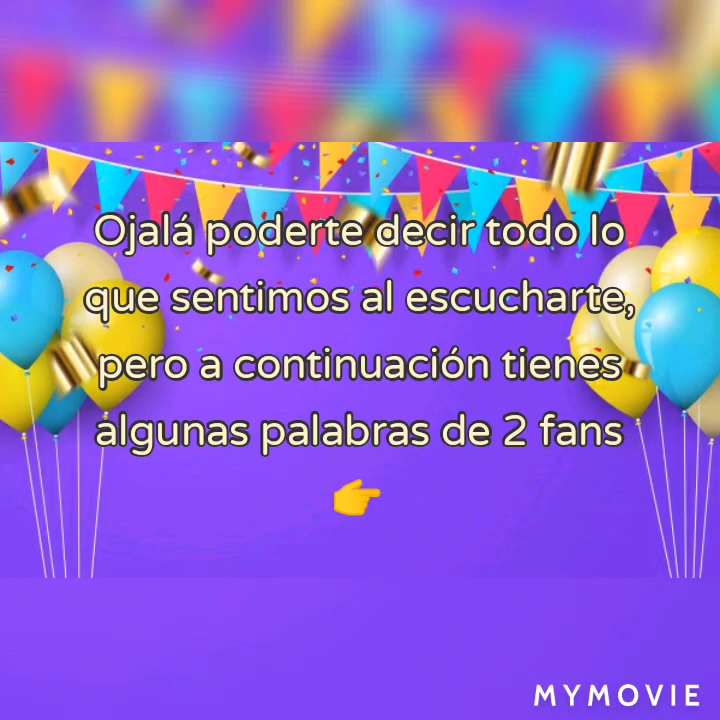 Ojalá poderte decir todo lo
que sentimos al escucharte,
pero a continuación tienes
algunas palabras de 2 fans
👉
MYMOVIE